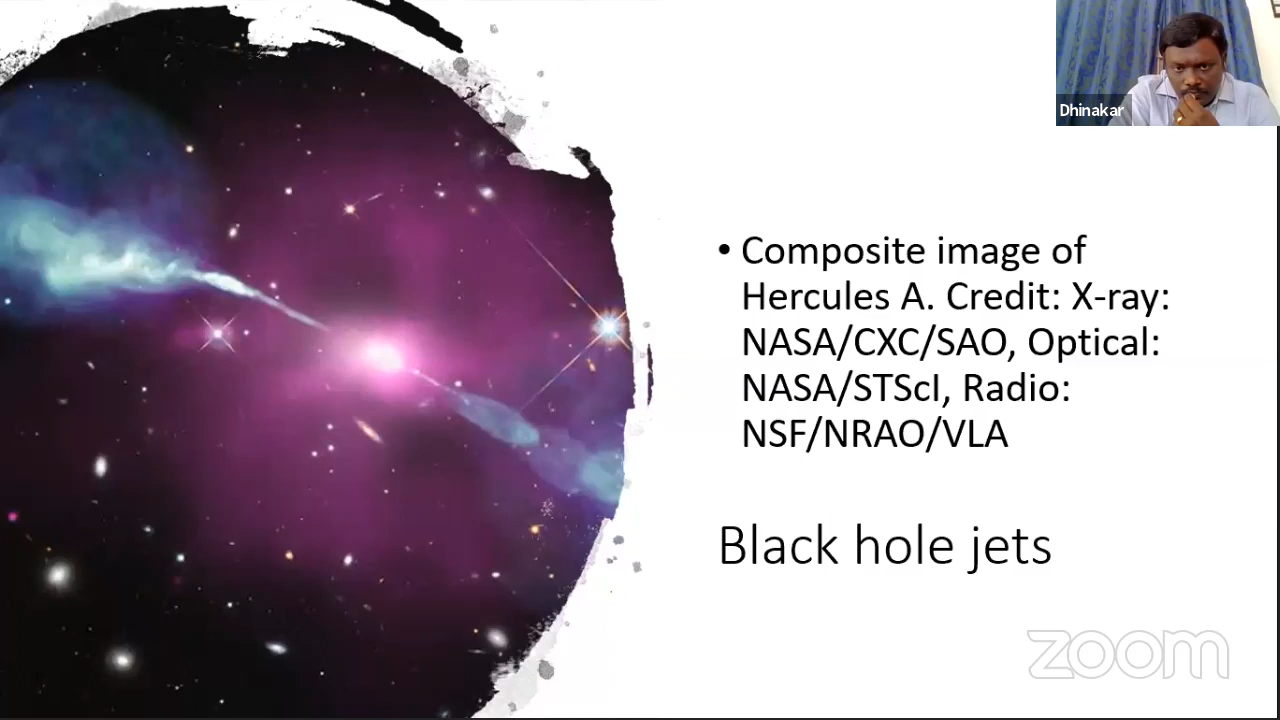 Dhinakar
• Composite image of
Hercules A. Credit: X-ray:
NASA/CXC/SAO, Optical:
NASA/STScI, Radio:
NSF/NRAO/VLA
Black hole jets
zoom